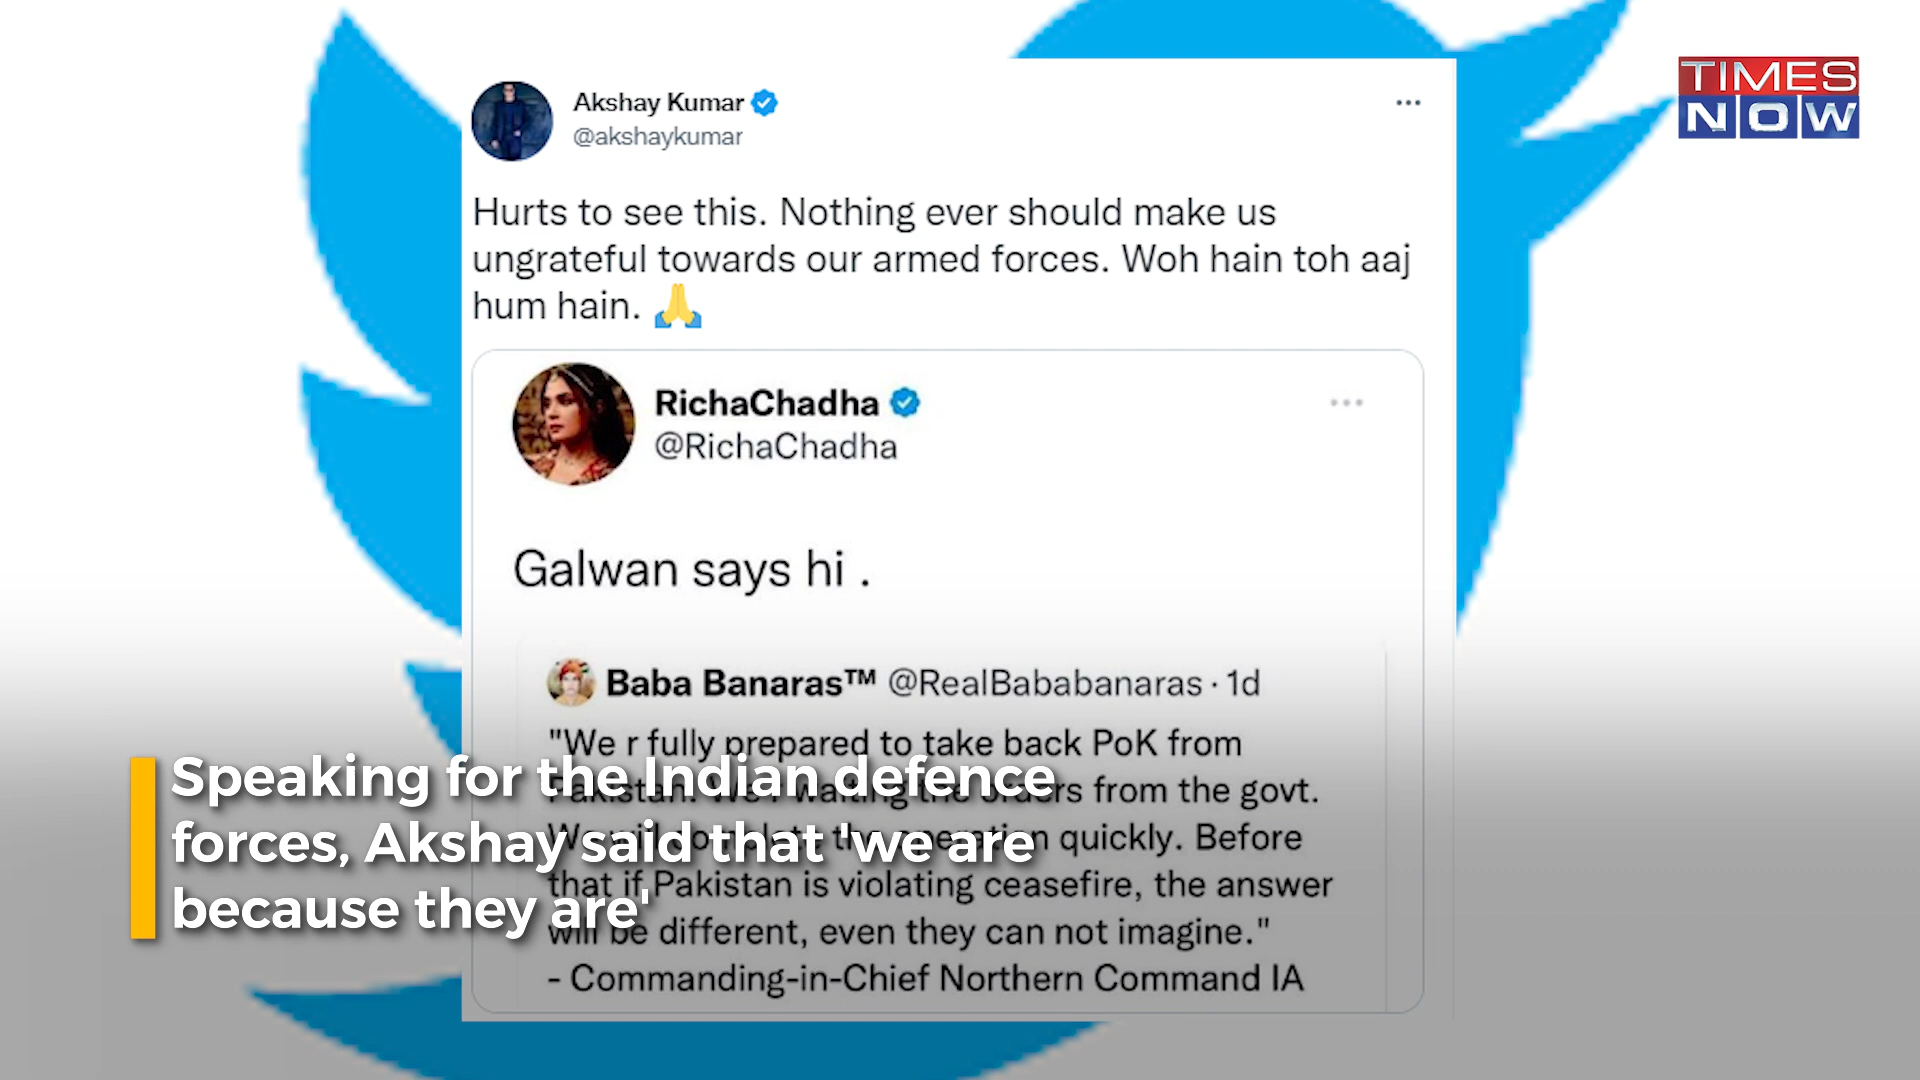 TIMES
NOW
Akshay Kumar
@akshaykumar
Hurts to see this. Nothing ever should make us
ungrateful towards our armed forces. Woh hain toh aaj
hum hain. 🙏
RichaChadha
@RichaChadha
Galwan says hi .
Baba Banaras™ @RealBababanaras · 1d
"We r fully prepared to take back PoK from
Pakistan. We r waiting the orders from the govt.
We will complete the operation quickly. Before
that if Pakistan is violating ceasefire, the answer
will be different, even they can not imagine."
- Commanding-in-Chief Northern Command IA
Speaking for the Indian defence
forces, Akshay said that 'we are
because they are'